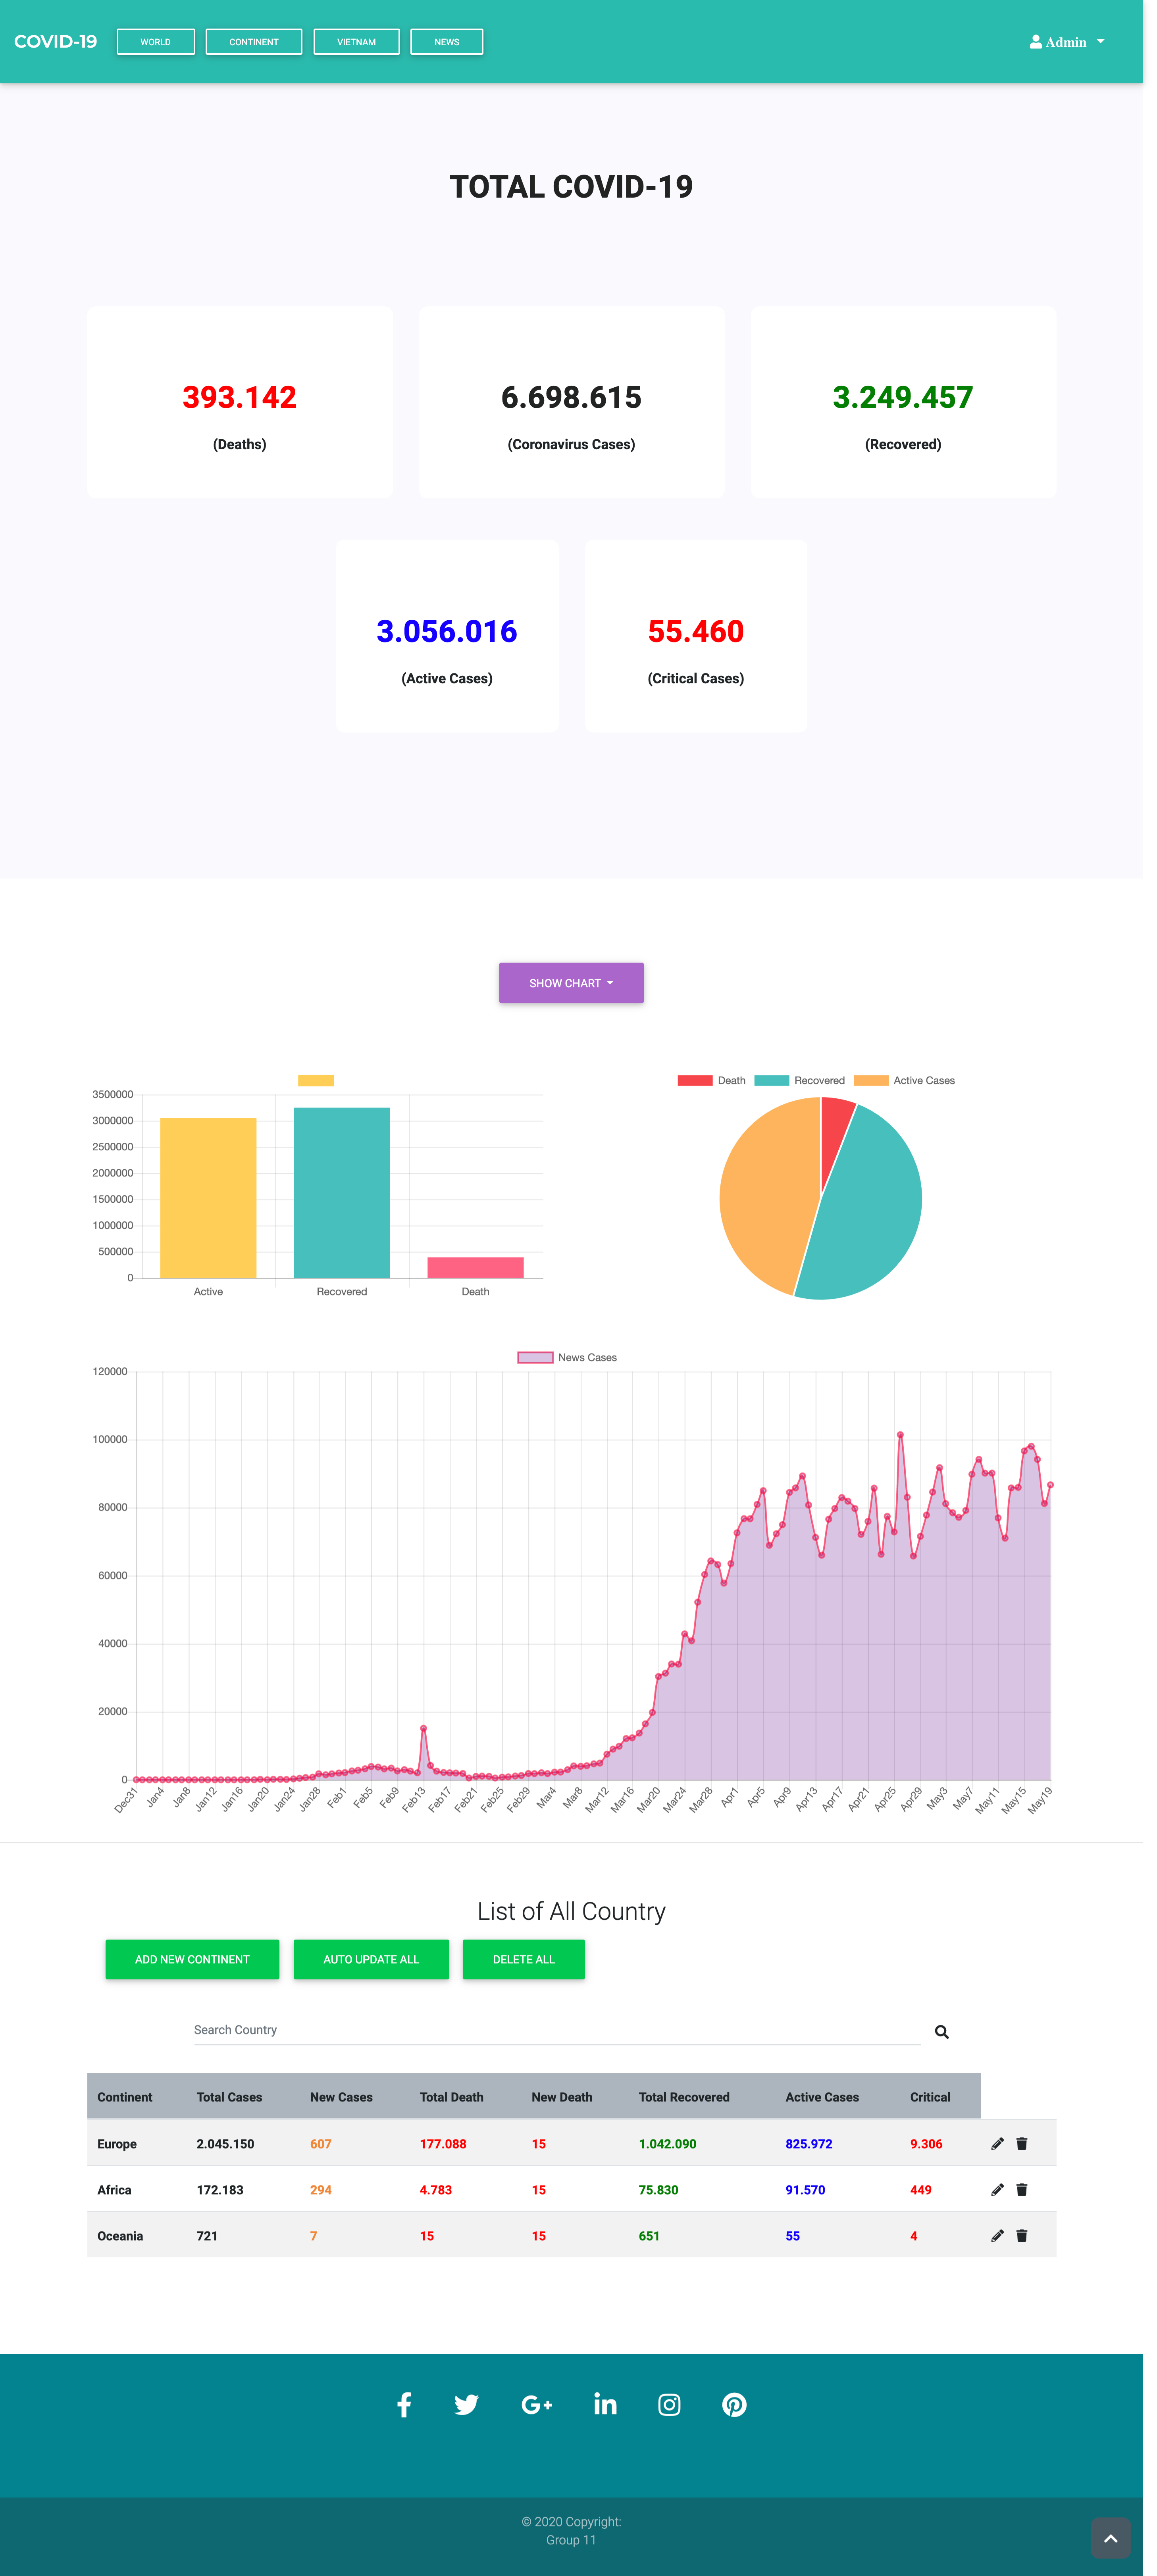 COVID-19 WORLD CONTINENT VIETNAM NEWS Admin
TOTAL COVID-19
393.142 6.698.615 3.249.457
(Deaths) (Coronavirus Cases) (Recovered)
3.056.016 55.460
(Active Cases) (Critical Cases)
SHOW CHART
3500000
3000000
2500000
2000000
1500000
1000000
500000
0
Active Recovered Death
Death Recovered Active Cases
News Cases
120000
100000
80000
60000
40000
20000
0
Dec31 Jan4 Jan8 Jan12 Jan16 Jan20 Jan24 Jan28 Feb1 Feb5 Feb9 Feb13 Feb17 Feb21 Feb25 Feb29 Mar4 Mar8 Mar12 Mar16 Mar20 Mar24 Mar28 Apr1 Apr5 Apr9 Apr13 Apr17 Apr21 Apr25 Apr29 May3 May7 May11 May15 May19
List of All Country
ADD NEW CONTINENT AUTO UPDATE ALL DELETE ALL
Search Country
Continent Total Cases New Cases Total Death New Death Total Recovered Active Cases Critical
Europe 2.045.150 607 177.088 15 1.042.090 825.972 9.306
Africa 172.183 294 4.783 15 75.830 91.570 449
Oceania 721 7 15 15 651 55 4
© 2020 Copyright:
Group 11